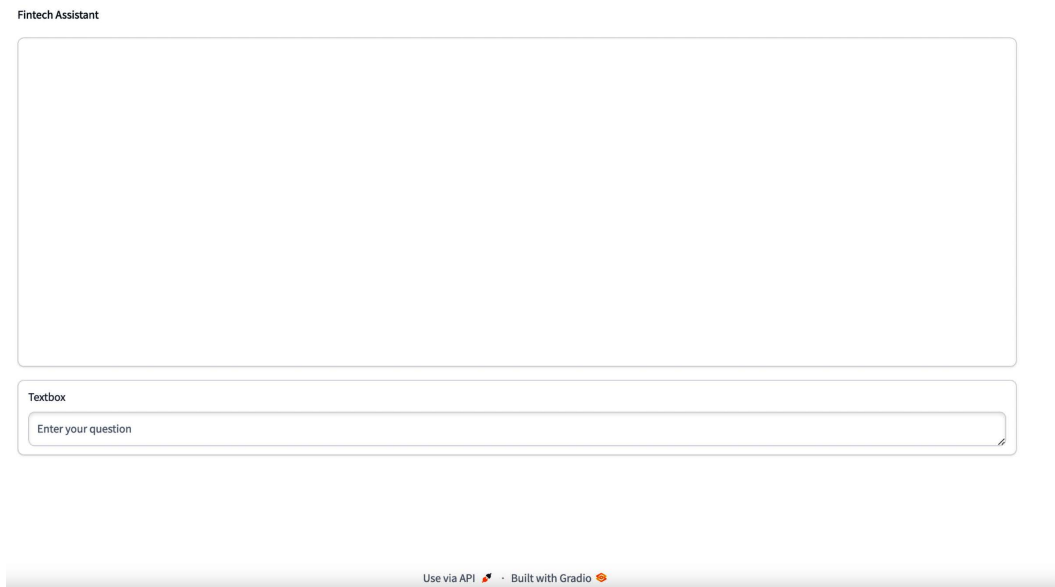 Fintech Assistant
Textbox
Enter your question
Use via API 🚀 · Built with Gradio